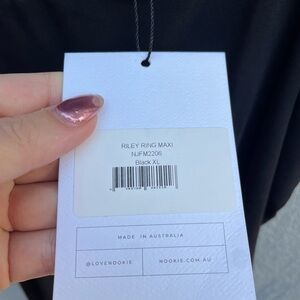 RILEY RING MAXI
NJFM2206
Black XL
MADE IN AUSTRALIA
@LOVENOOKIE
NOOKIE.COM.AU